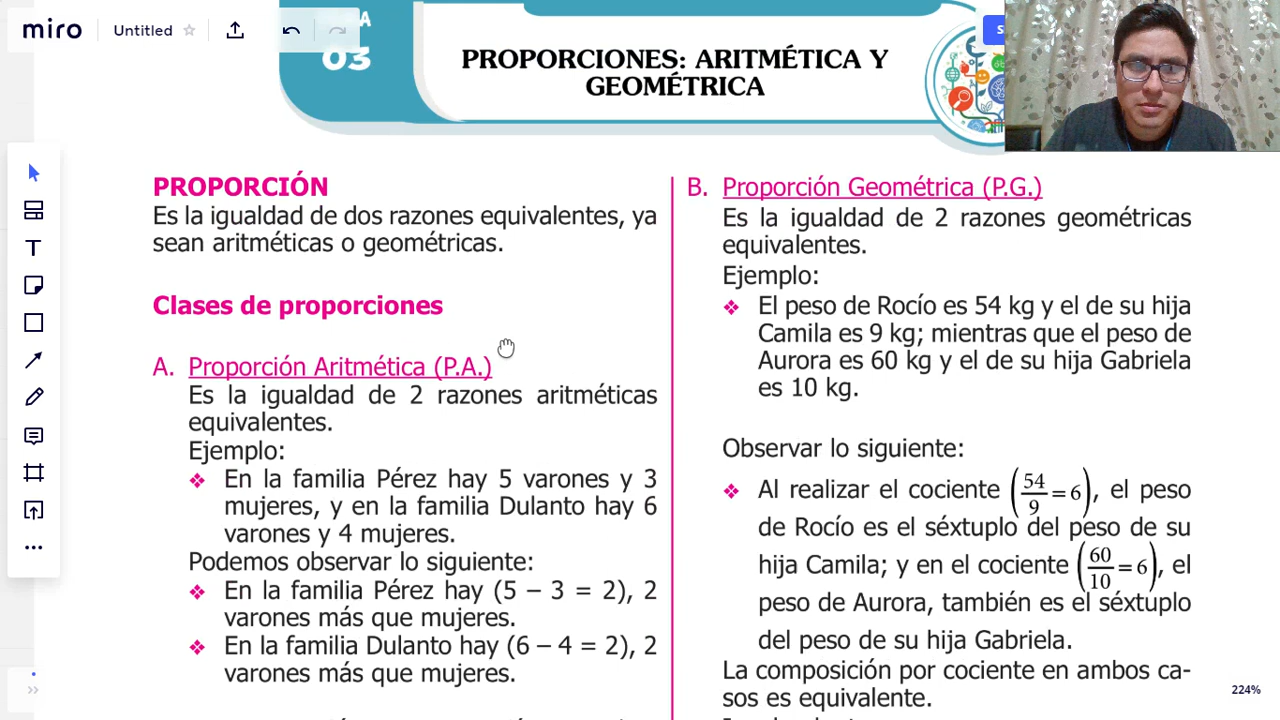 miro
Untitled
03
PROPORCIONES: ARITMÉTICA Y
GEOMÉTRICA
PROPORCIÓN
Es la igualdad de dos razones equivalentes, ya
sean aritméticas o geométricas.
Clases de proporciones
A. Proporción Aritmética (P.A.)
Es la igualdad de 2 razones aritméticas
equivalentes.
Ejemplo:
❖ En la familia Pérez hay 5 varones y 3
mujeres, y en la familia Dulanto hay 6
varones y 4 mujeres.
Podemos observar lo siguiente:
❖ En la familia Pérez hay (5 – 3 = 2), 2
varones más que mujeres.
❖ En la familia Dulanto hay (6 – 4 = 2), 2
varones más que mujeres.
B. Proporción Geométrica (P.G.)
Es la igualdad de 2 razones geométricas
equivalentes.
Ejemplo:
❖ El peso de Rocío es 54 kg y el de su hija
Camila es 9 kg; mientras que el peso de
Aurora es 60 kg y el de su hija Gabriela
es 10 kg.
Observar lo siguiente:
❖ Al realizar el cociente (54/9 = 6), el peso
de Rocío es el séxtuplo del peso de su
hija Camila; y en el cociente (60/10 = 6), el
peso de Aurora, también es el séxtuplo
del peso de su hija Gabriela.
La composición por cociente en ambos ca-
sos es equivalente.
224%